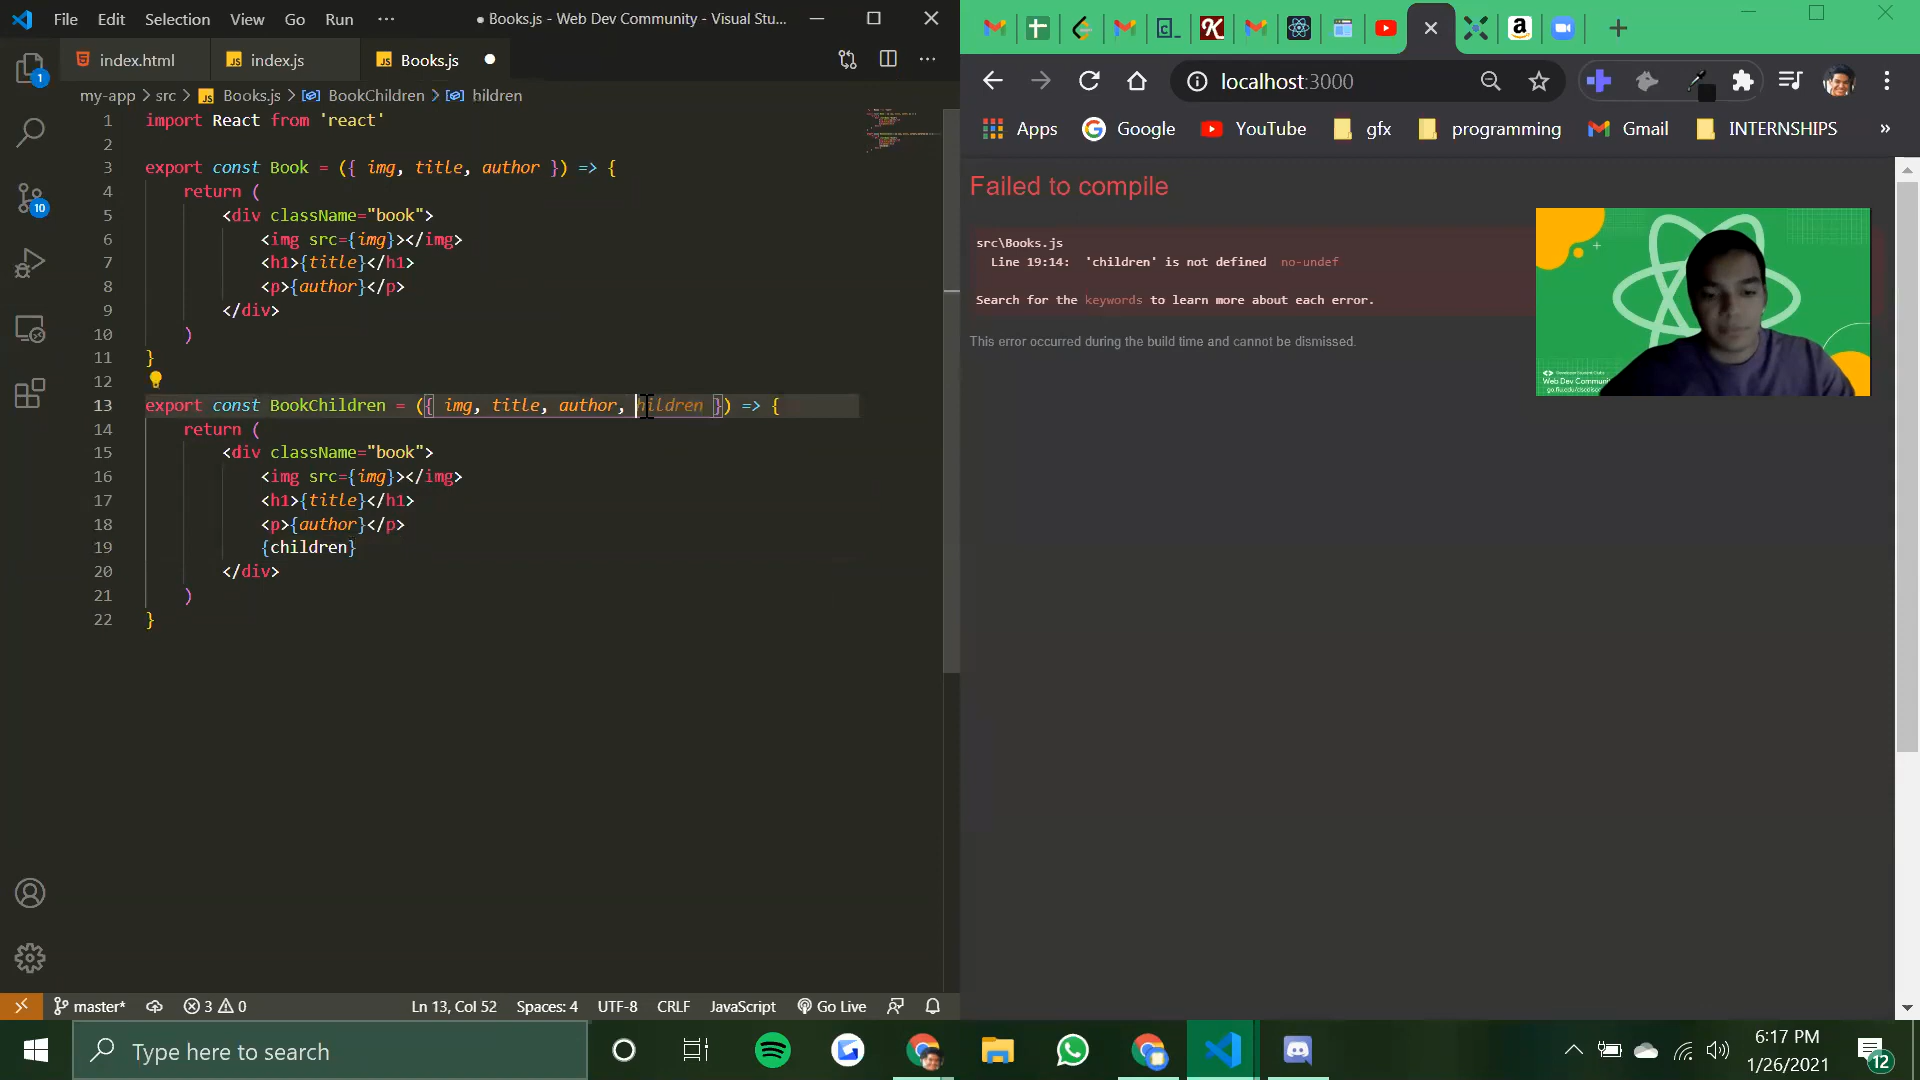 File Edit Selection View Go Run ··· ● Books.js - Web Dev Community - Visual Stu...
index.html
index.js
Books.js
my-app > src > Books.js > BookChildren > hildren
1 import React from 'react'
2
3 export const Book = ({ img, title, author }) => {
4 return (
5 <div className="book">
6 <img src={img}></img>
7 <h1>{title}</h1>
8 <p>{author}</p>
9 </div>
10 )
11 }
12
13 export const BookChildren = ({ img, title, author, hildren }) => {
14 return (
15 <div className="book">
16 <img src={img}></img>
17 <h1>{title}</h1>
18 <p>{author}</p>
19 {children}
20 </div>
21 )
22 }
1
10
master* 3 0 Ln 13, Col 52 Spaces: 4 UTF-8 CRLF JavaScript Go Live
localhost:3000
Apps Google YouTube gfx programming Gmail INTERNSHIPS »
Failed to compile
src\Books.js
Line 19:14: 'children' is not defined no-undef
Search for the keywords to learn more about each error.
This error occurred during the build time and cannot be dismissed.
Developer Student Clubs
Type here to search
6:17 PM
1/26/2021
12